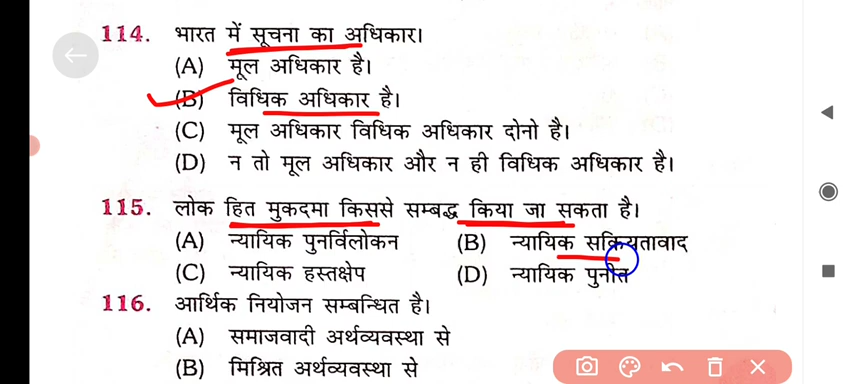 114. भारत में सूचना का अधिकार।
(A) मूल अधिकार है।
(B) विधिक अधिकार है।
(C) मूल अधिकार विधिक अधिकार दोनो है।
(D) न तो मूल अधिकार और न ही विधिक अधिकार है।
115. लोक हित मुकदमा किससे सम्बद्ध किया जा सकता है।
(A) न्यायिक पुनर्विलोकन (B) न्यायिक सक्रियतावाद
(C) न्यायिक हस्तक्षेप (D) न्यायिक पुनीत
116. आर्थिक नियोजन सम्बन्धित है।
(A) समाजवादी अर्थव्यवस्था से
(B) मिश्रित अर्थव्यवस्था से